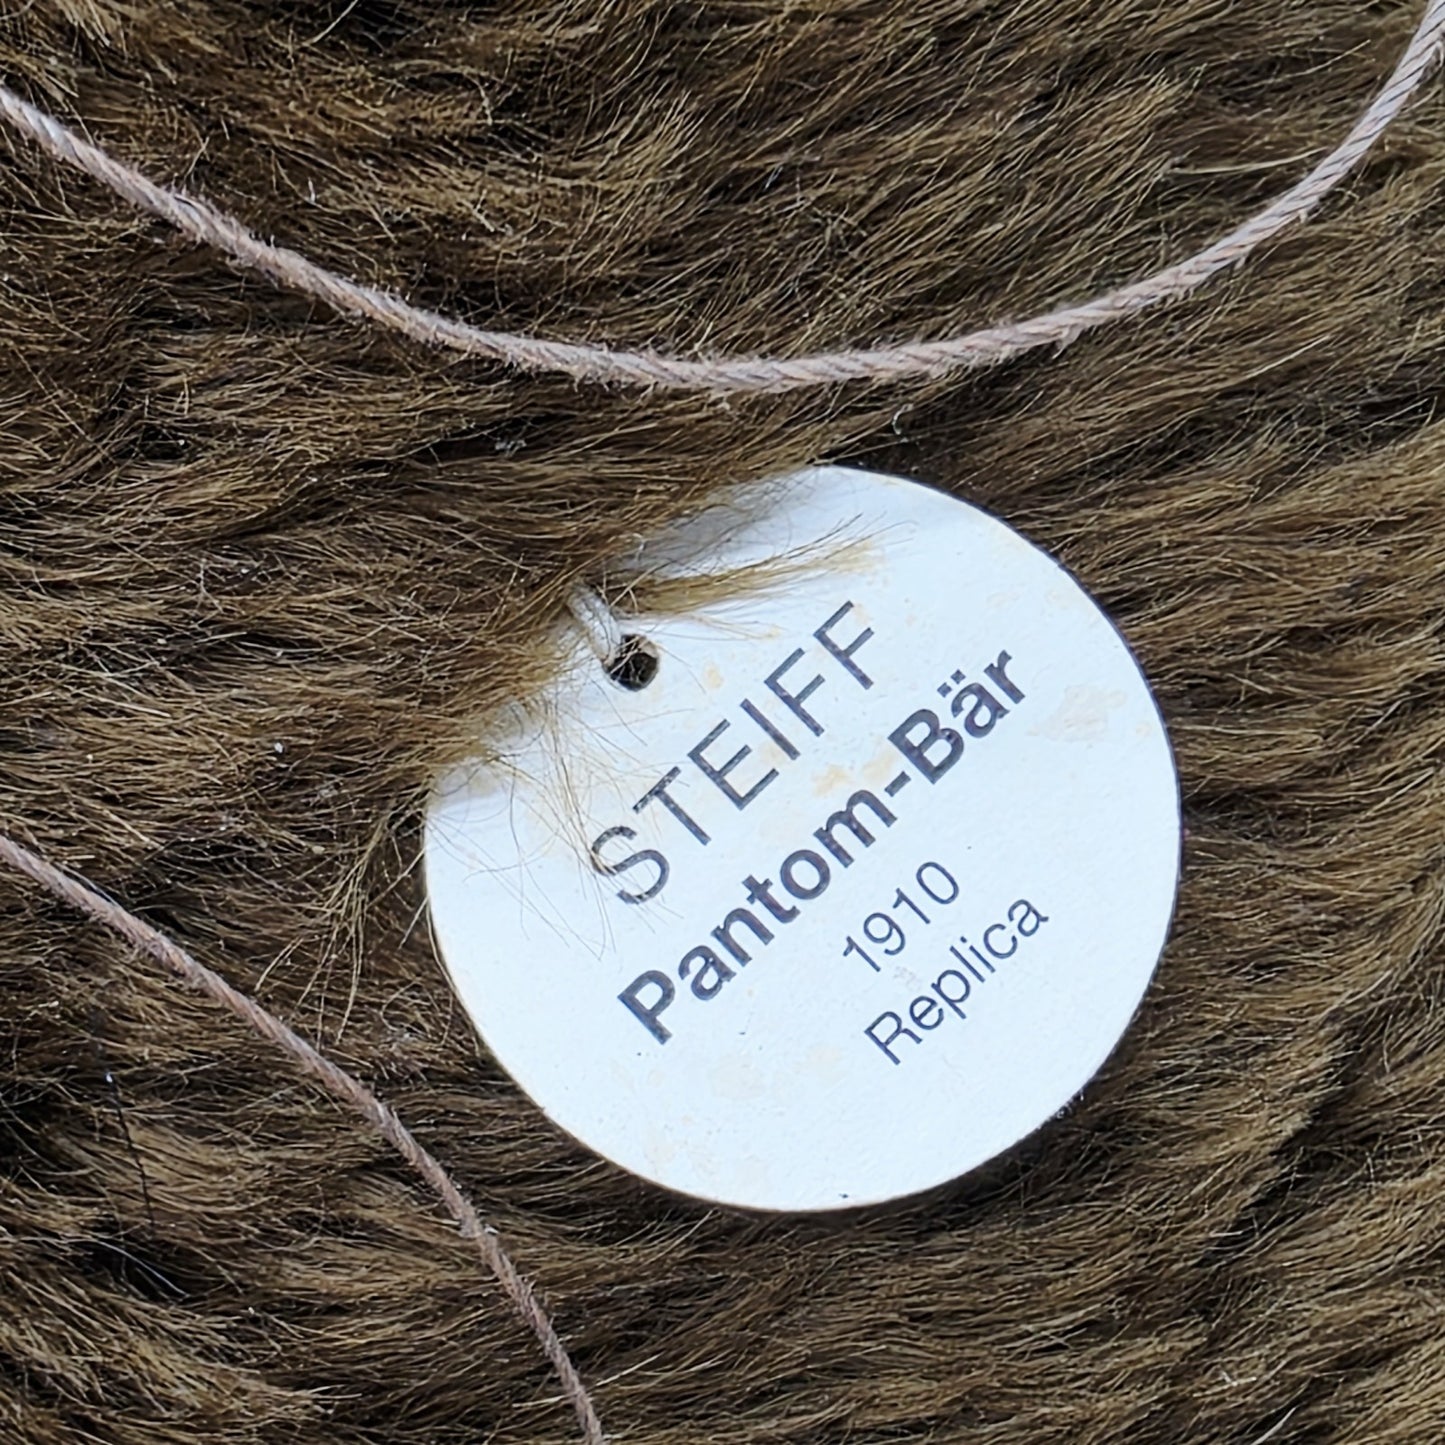 STEIFF
Pantom-Bär
1910
Replica